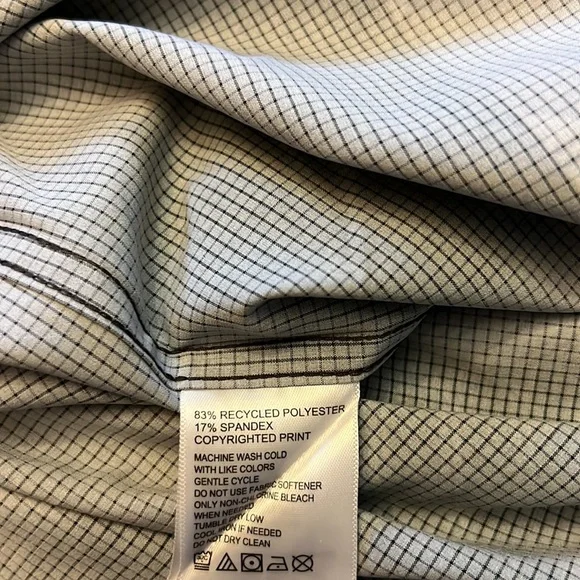 83% RECYCLED POLYESTER
17% SPANDEX
COPYRIGHTED PRINT
MACHINE WASH COLD
WITH LIKE COLORS
GENTLE CYCLE
DO NOT USE FABRIC SOFTENER
ONLY NON-CHLORINE BLEACH
WHEN NEEDED
TUMBLE DRY LOW
COOL IRON IF NEEDED
DO NOT DRY CLEAN